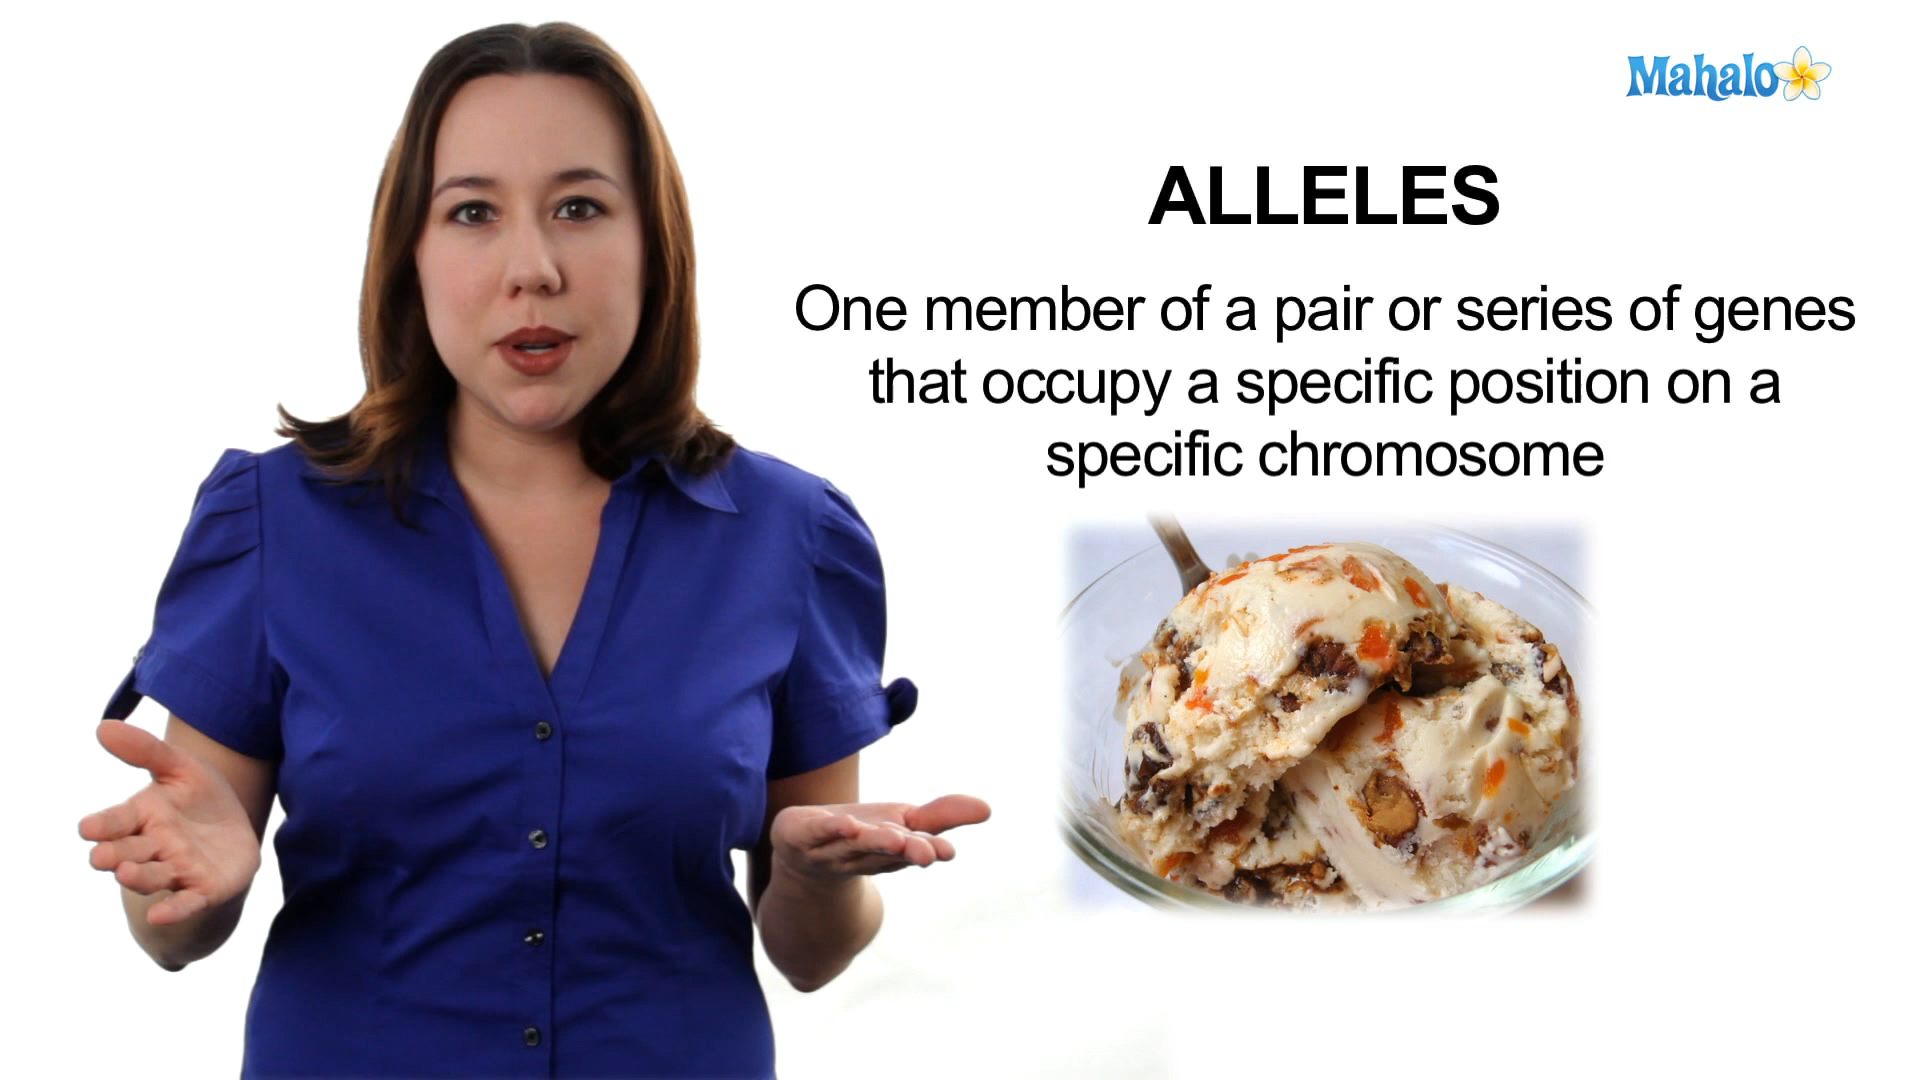 Mahalo
ALLELES
One member of a pair or series of genes
that occupy a specific position on a
specific chromosome